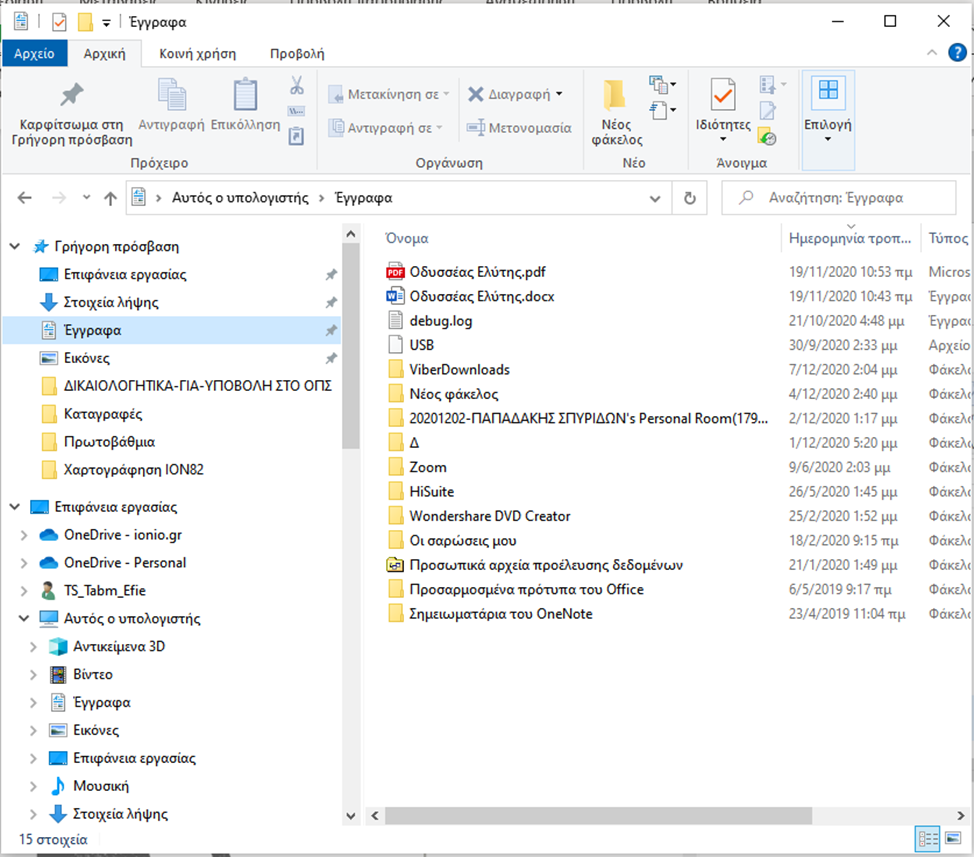 Έγγραφα
Αρχείο Αρχική Κοινή χρήση Προβολή
Καρφίτσωμα στη Γρήγορη πρόσβαση
Αντιγραφή
Επικόλληση
Πρόχειρο
Μετακίνηση σε
Αντιγραφή σε
Διαγραφή
Μετονομασία
Οργάνωση
Νέος φάκελος
Νέο
Ιδιότητες
Άνοιγμα
Επιλογή
Αυτός ο υπολογιστής > Έγγραφα
Αναζήτηση: Έγγραφα
Γρήγορη πρόσβαση
Επιφάνεια εργασίας
Στοιχεία λήψης
Έγγραφα
Εικόνες
ΔΙΚΑΙΟΛΟΓΗΤΙΚΑ-ΓΙΑ-ΥΠΟΒΟΛΗ ΣΤΟ ΟΠΣ
Καταγραφές
Πρωτοβάθμια
Χαρτογράφηση ΙΟΝ82
Επιφάνεια εργασίας
OneDrive - ionio.gr
OneDrive - Personal
TS_Tabm_Efie
Αυτός ο υπολογιστής
Αντικείμενα 3D
Βίντεο
Έγγραφα
Εικόνες
Επιφάνεια εργασίας
Μουσική
Στοιχεία λήψης
Όνομα Ημερομηνία τροπ... Τύπος
PDF Οδυσσέας Ελύτης.pdf 19/11/2020 10:53 πμ Micros
Οδυσσέας Ελύτης.docx 19/11/2020 10:43 πμ Έγγρα
debug.log 21/10/2020 4:48 μμ Έγγρα
USB 30/9/2020 2:33 μμ Αρχείο
ViberDownloads 7/12/2020 2:04 μμ Φάκελο
Νέος φάκελος 4/12/2020 2:40 μμ Φάκελο
20201202-ΠΑΠΑΔΑΚΗΣ ΣΠΥΡΙΔΩΝ's Personal Room(179... 2/12/2020 1:17 μμ Φάκελο
Δ 1/12/2020 5:20 μμ Φάκελο
Zoom 9/6/2020 2:03 μμ Φάκελο
HiSuite 26/5/2020 1:45 μμ Φάκελο
Wondershare DVD Creator 25/2/2020 1:52 μμ Φάκελο
Οι σαρώσεις μου 18/2/2020 9:15 πμ Φάκελο
Προσωπικά αρχεία προέλευσης δεδομένων 21/1/2020 1:49 μμ Φάκελο
Προσαρμοσμένα πρότυπα του Office 6/5/2019 9:17 πμ Φάκελο
Σημειωματάρια του OneNote 23/4/2019 11:04 πμ Φάκελο
15 στοιχεία